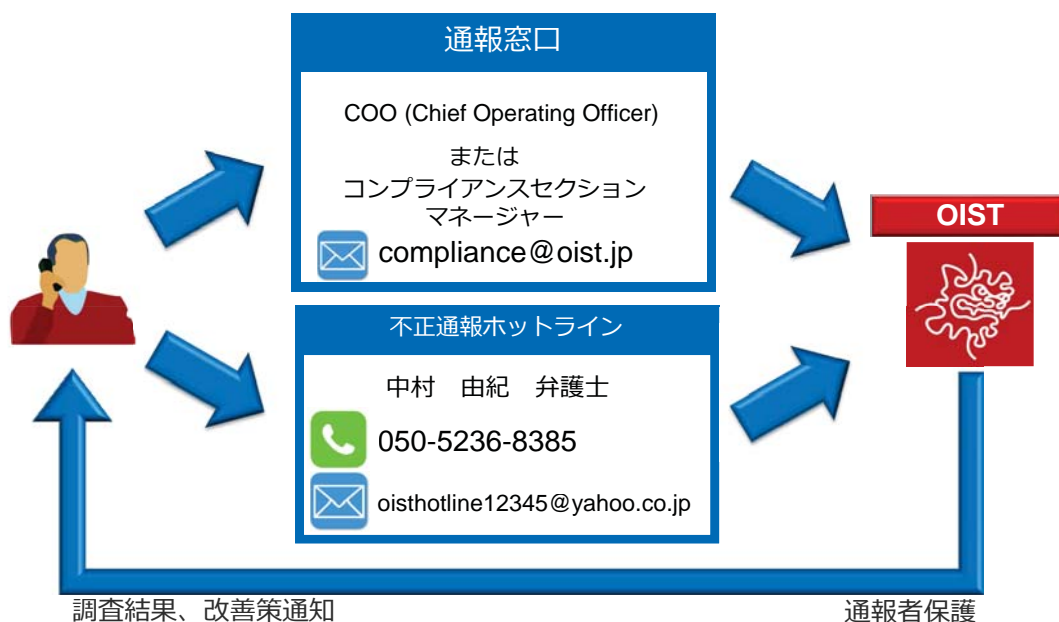 通報窓口
COO (Chief Operating Officer)
または
コンプライアンスセクション
マネージャー
compliance@oist.jp
OIST
不正通報ホットライン
中村　由紀　弁護士
050-5236-8385
oisthotline12345@yahoo.co.jp
調査結果、改善策通知
通報者保護